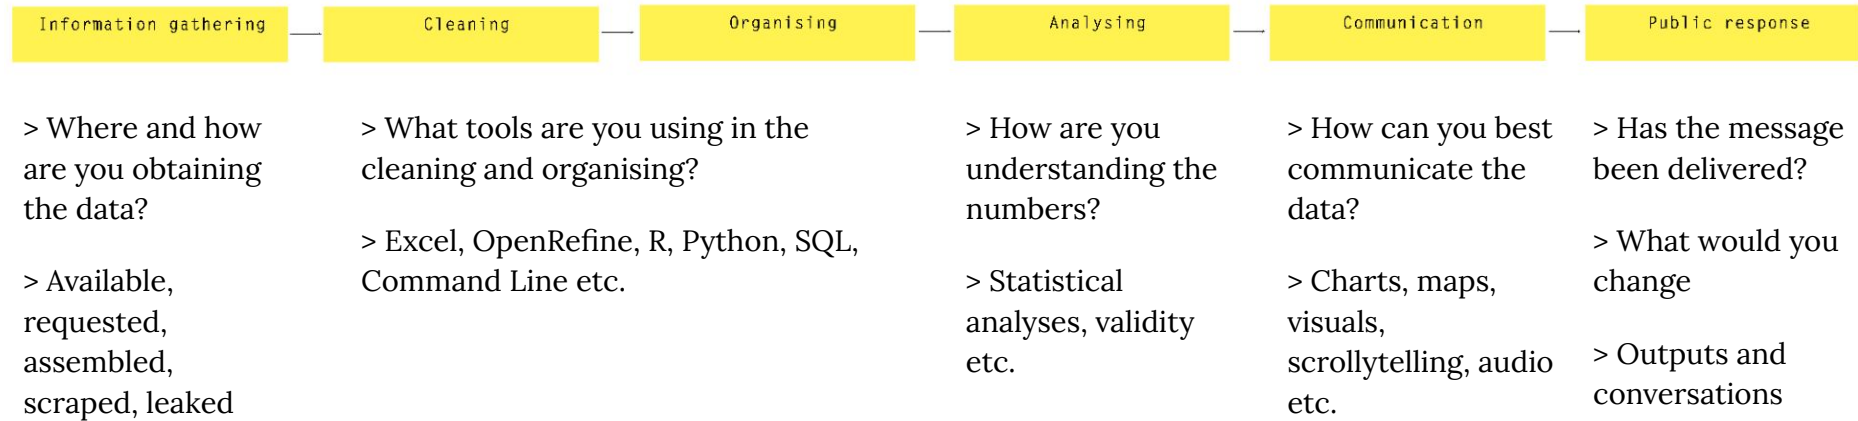 Information gathering
Cleaning
Organising
Analysing
Communication
Public response
> Where and how
are you obtaining
the data?
> Available,
requested,
assembled,
scraped, leaked
> What tools are you using in the
cleaning and organising?
> Excel, OpenRefine, R, Python, SQL,
Command Line etc.
> How are you
understanding the
numbers?
> Statistical
analyses, validity
etc.
> How can you best
communicate the
data?
> Charts, maps,
visuals,
scrollytelling, audio
etc.
> Has the message
been delivered?
> What would you
change
> Outputs and
conversations